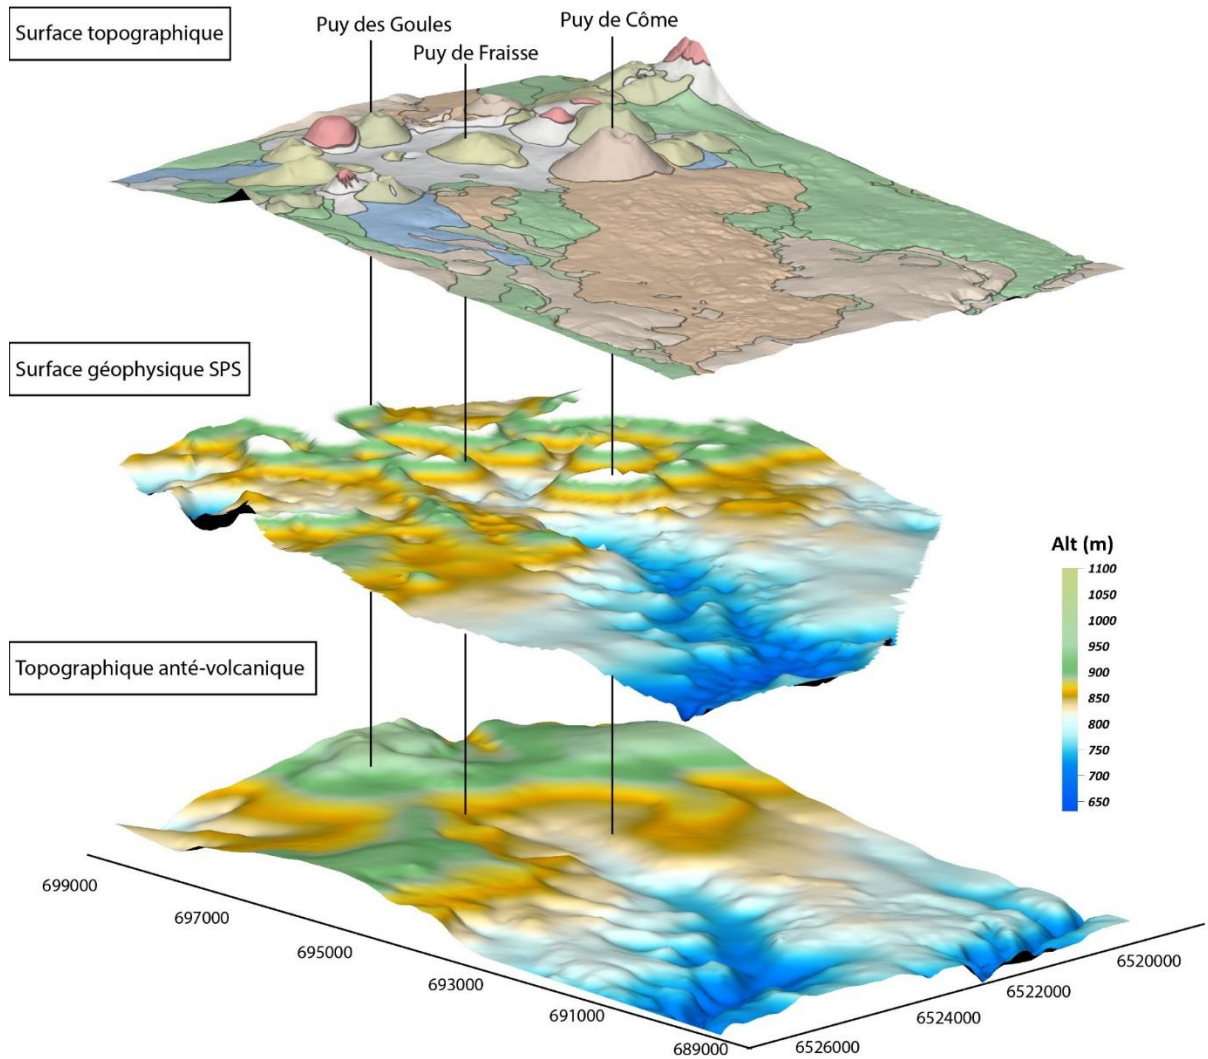 Surface topographique
Puy des Goules
Puy de Fraisse
Puy de Côme
Surface géophysique SPS
Topographique anté-volcanique
Alt (m)
1100
1050
1000
950
900
850
800
750
700
650
699000
697000
695000
693000
691000
689000
6526000
6524000
6522000
6520000